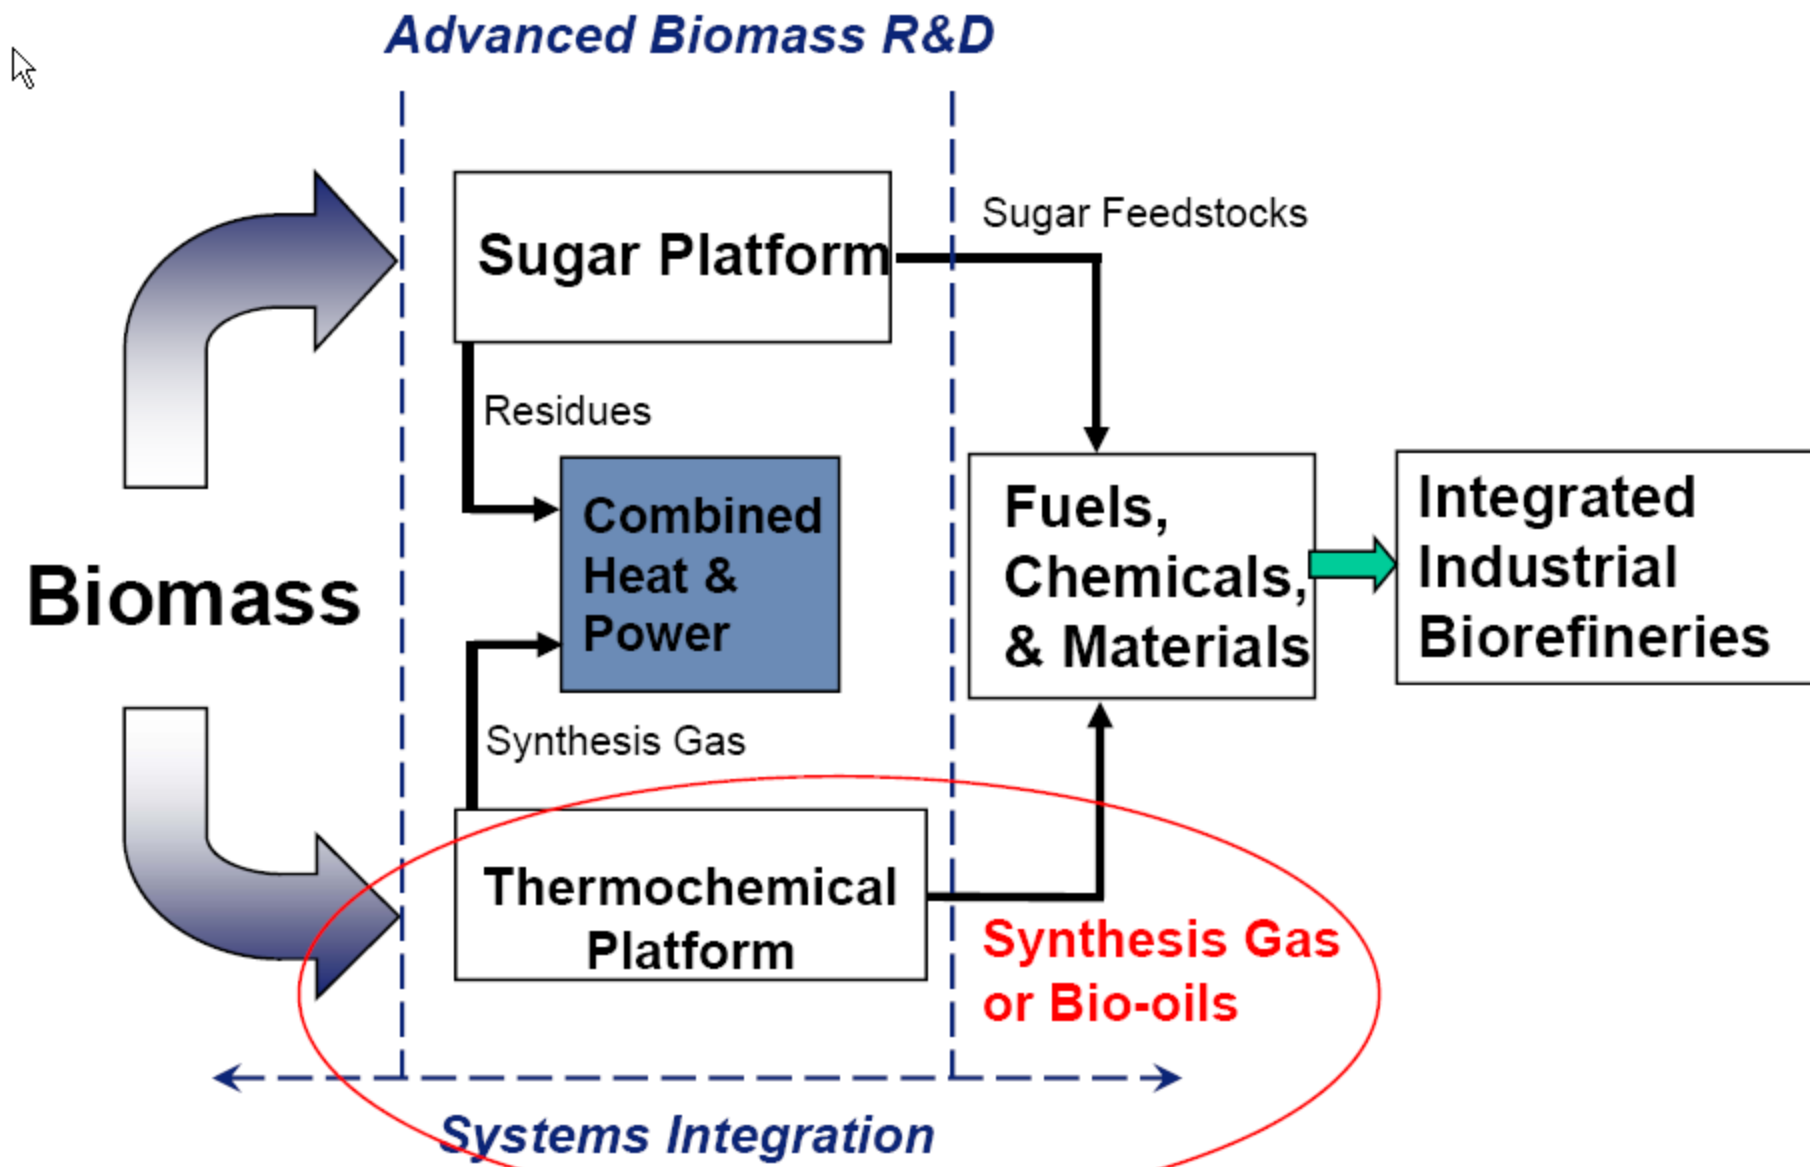 Advanced Biomass R&D
Sugar Platform
Sugar Feedstocks
Residues
Combined
Heat &
Power
Fuels,
Chemicals,
& Materials
Integrated
Industrial
Biorefineries
Biomass
Synthesis Gas
Thermochemical
Platform
Synthesis Gas
or Bio-oils
Systems Integration